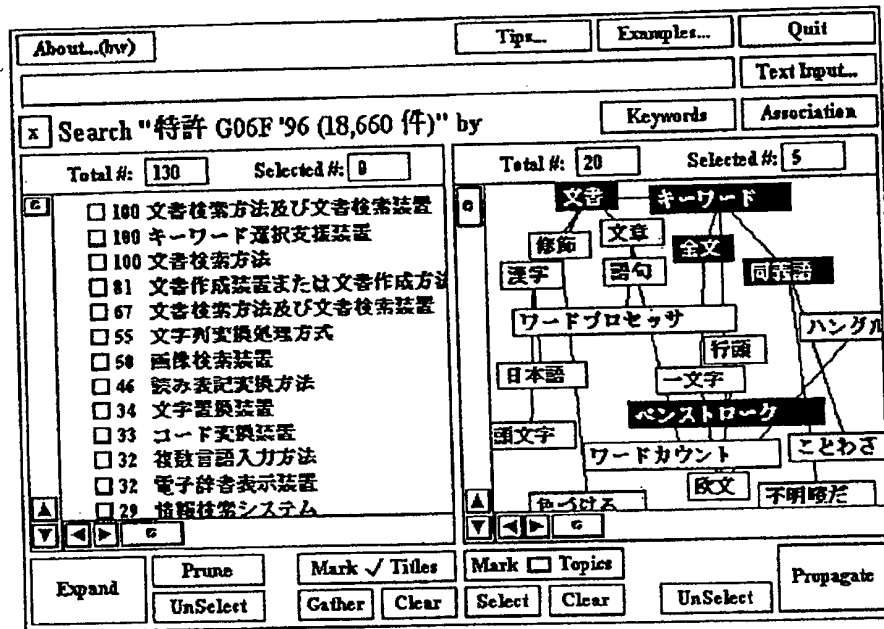 About...(bw)
Tips...
Examples...
Quit
Text Input...
x Search "特許 G06F '96 (18,660 件)" by
Keywords
Association
Total #: 130
Selected #: 0
Total #: 20
Selected #: 5
100 文書検索方法及び文書検索装置
100 キーワード選択支援装置
100 文書検索方法
81 文書作成装置または文書作成方法
67 文書検索方法及び文書検索装置
55 文字列変換処理方式
50 画像検索装置
46 読み表記変換方法
34 文字置換装置
33 コード変換装置
32 複数言語入力方法
32 電子辞書表示装置
29 情報検索システム
文書
キーワード
修飾
文章
全文
漢字
語句
同義語
ワードプロセッサ
ハングル
行頭
日本語
一文字
ペンストローク
頭文字
ワードカウント
ことわざ
欧文
不明瞭だ
色づける
Expand
Prune
UnSelect
Mark ✓ Titles
Gather
Clear
Mark □ Topics
Select
Clear
UnSelect
Propagate